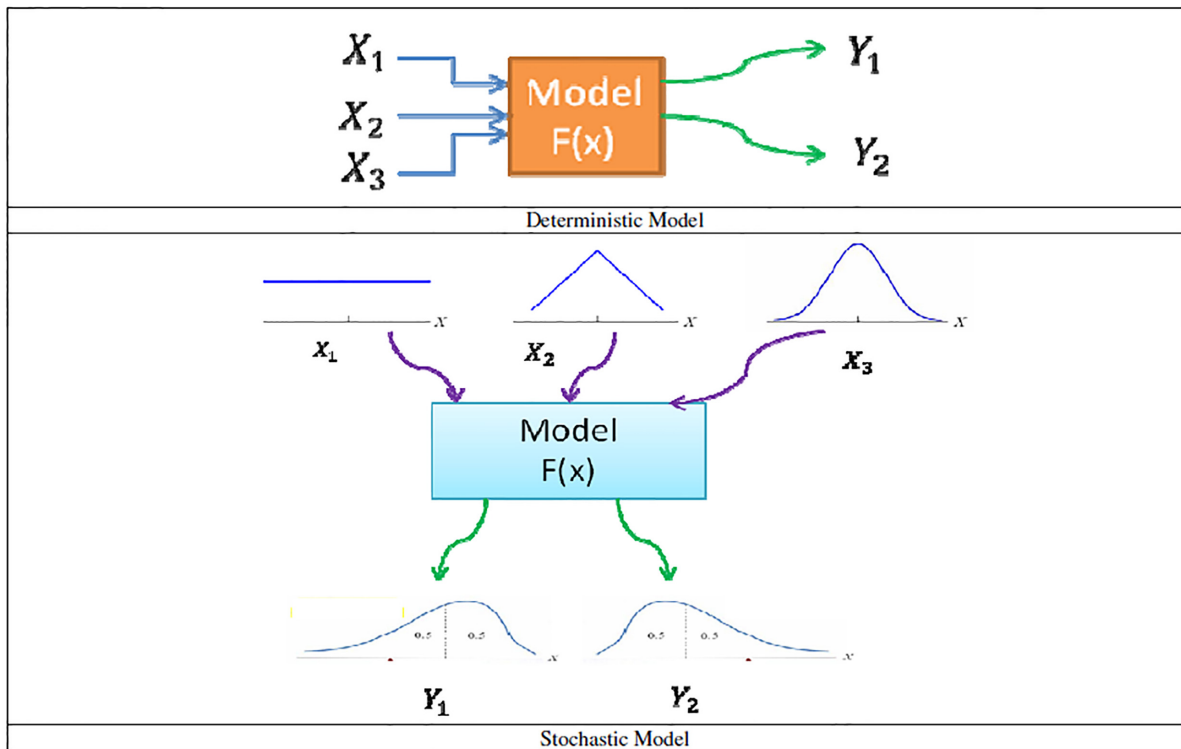 X₁
X₂
X₃
Model
F(x)
Y₁
Y₂
Deterministic Model
X
X
X
X₁
X₂
X₃
Model
F(x)
0.5 0.5
X
0.5 0.5
X
Y₁
Y₂
Stochastic Model